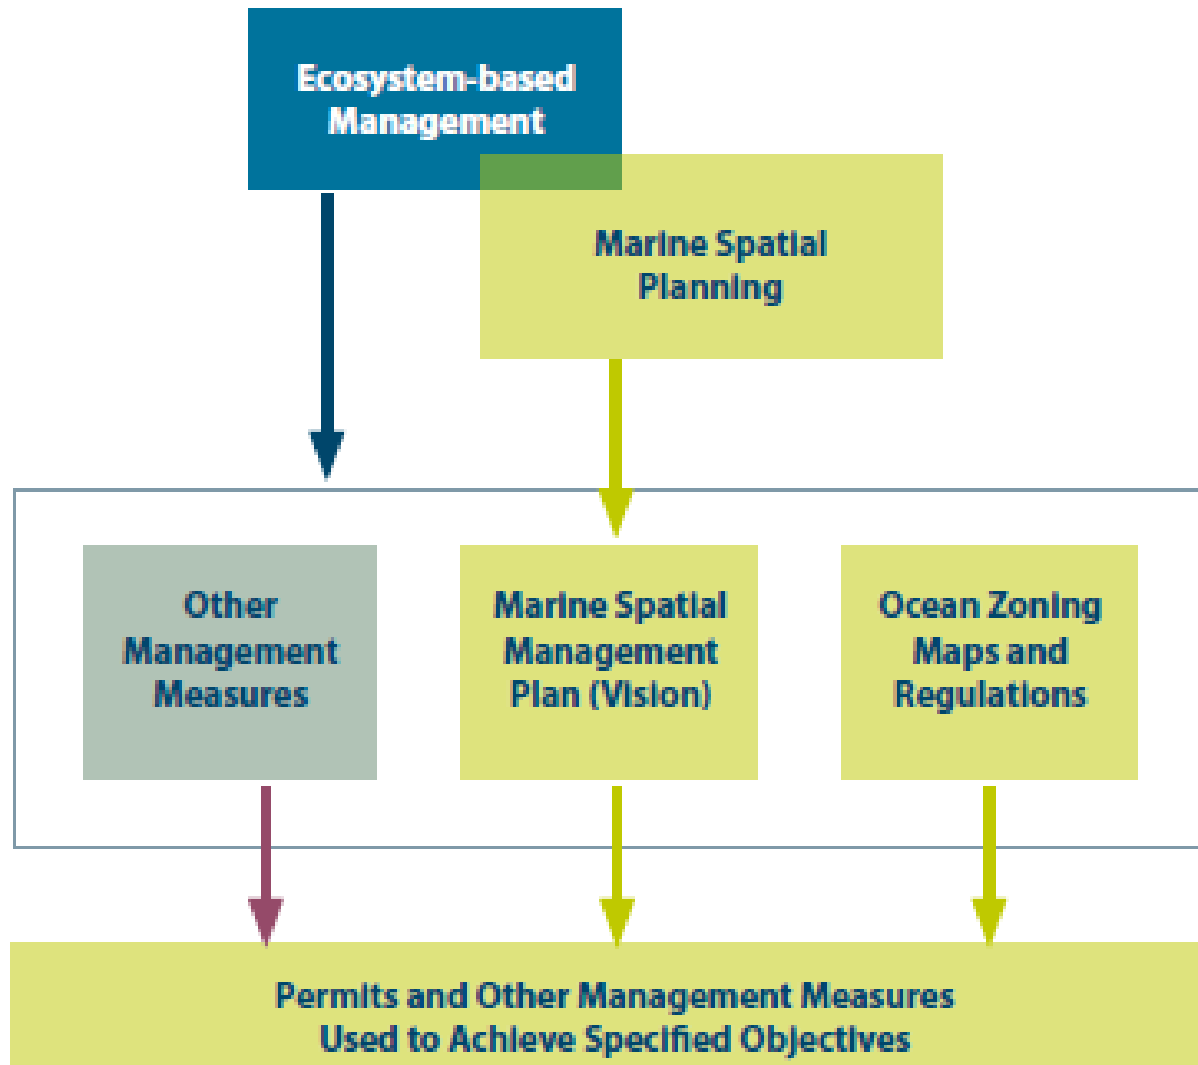 Ecosystem-based
Management
Marine Spatial
Planning
Other
Management
Measures
Marine Spatial
Management
Plan (Vision)
Ocean Zoning
Maps and
Regulations
Permits and Other Management Measures
Used to Achieve Specified Objectives